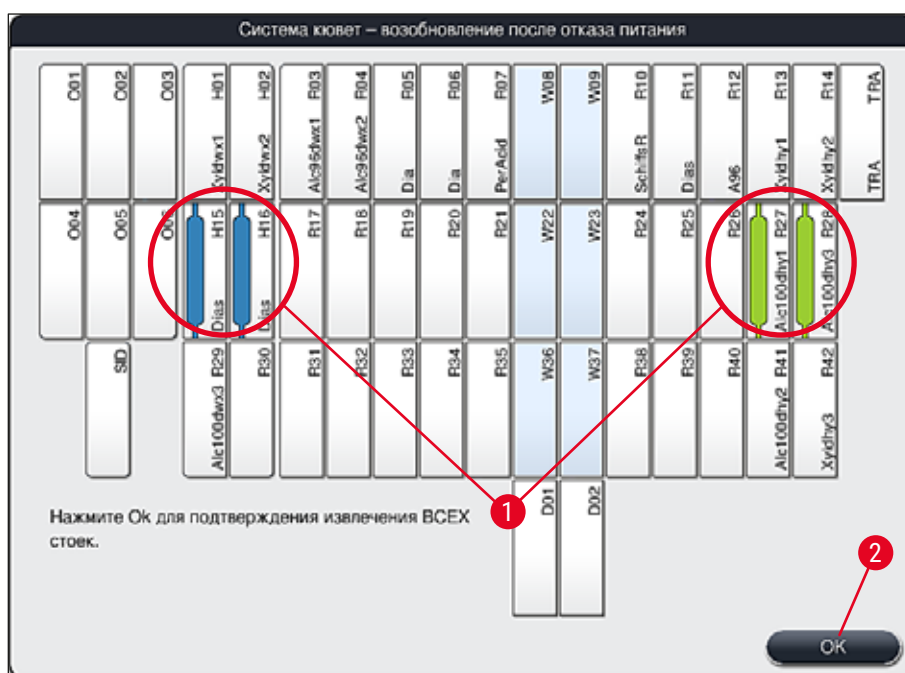 Система кювет – возобновление после отказа питания
O01
O02
O03
Xyldwx1 H01
Xyldwx2 H02
Alc96dwx1 R03
Alc96dwx2 R04
Dia R05
Dia R06
PerAcid R07
W08
W09
SchiffsR R10
Dias R11
A96 R12
Xyldhy1 R13
Xyldhy2 R14
TRA TRA
O04
O05
O06
Dias H15
Dias H16
R17
R18
R19
R20
R21
W22
W23
R24
R25
R26
Alc100dhy1 R27
Alc100dhy3 R28
SID
Alc100dwx3 R29
R30
R31
R32
R33
R34
R35
W36
W37
R38
R39
R40
Alc100dhy2 R41
Xyldhy3 R42
D01
D02
Нажмите Ok для подтверждения извлечения ВСЕХ
стоек.
1
2
OK